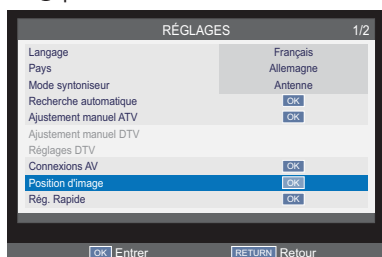 RÉGLAGES 1/2
Langage Français
Pays Allemagne
Mode syntoniseur Antenne
Recherche automatique OK
Ajustement manuel ATV OK
Ajustement manuel DTV
Réglages DTV
Connexions AV OK
Position d'image OK
Rég. Rapide OK
OK Entrer RETURN Retour